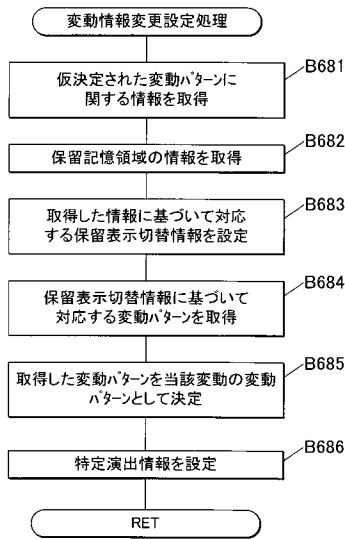 変動情報変更設定処理
B681
仮決定された変動パターンに
関する情報を取得
B682
保留記憶領域の情報を取得
B683
取得した情報に基づいて対応
する保留表示切替情報を設定
B684
保留表示切替情報に基づいて
対応する変動パターンを取得
B685
取得した変動パターンを当該変動の変動
パターンとして決定
B686
特定演出情報を設定
RET